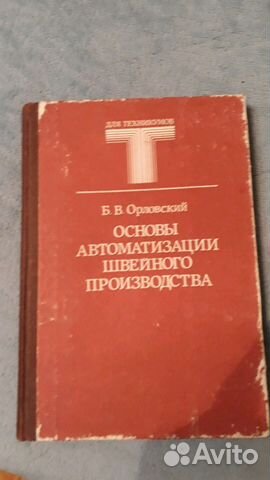 ДЛЯ ТЕХНИКУМОВ
Т
Б. В. Орловский
ОСНОВЫ
АВТОМАТИЗАЦИИ
ШВЕЙНОГО
ПРОИЗВОДСТВА
Avito